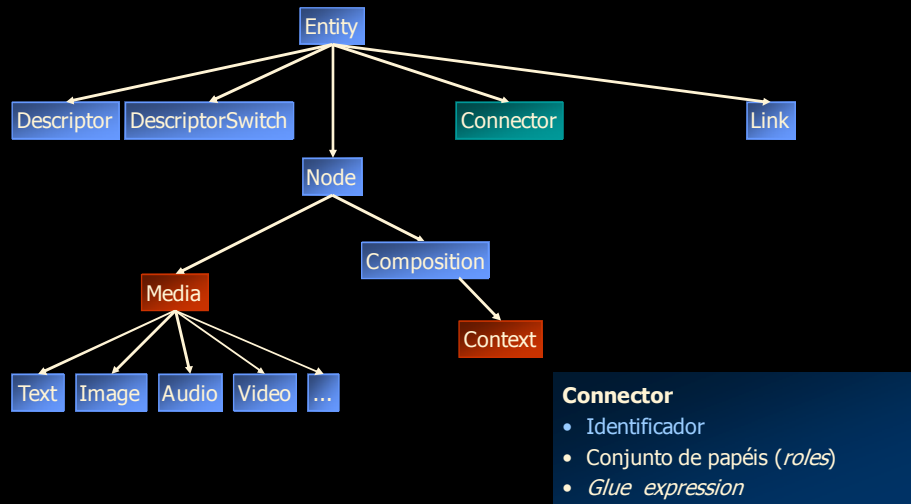 Entity
Descriptor DescriptorSwitch Connector Link
Node
Composition
Media
Context
Text Image Audio Video ...
Connector
• Identificador
• Conjunto de papéis (roles)
• Glue expression